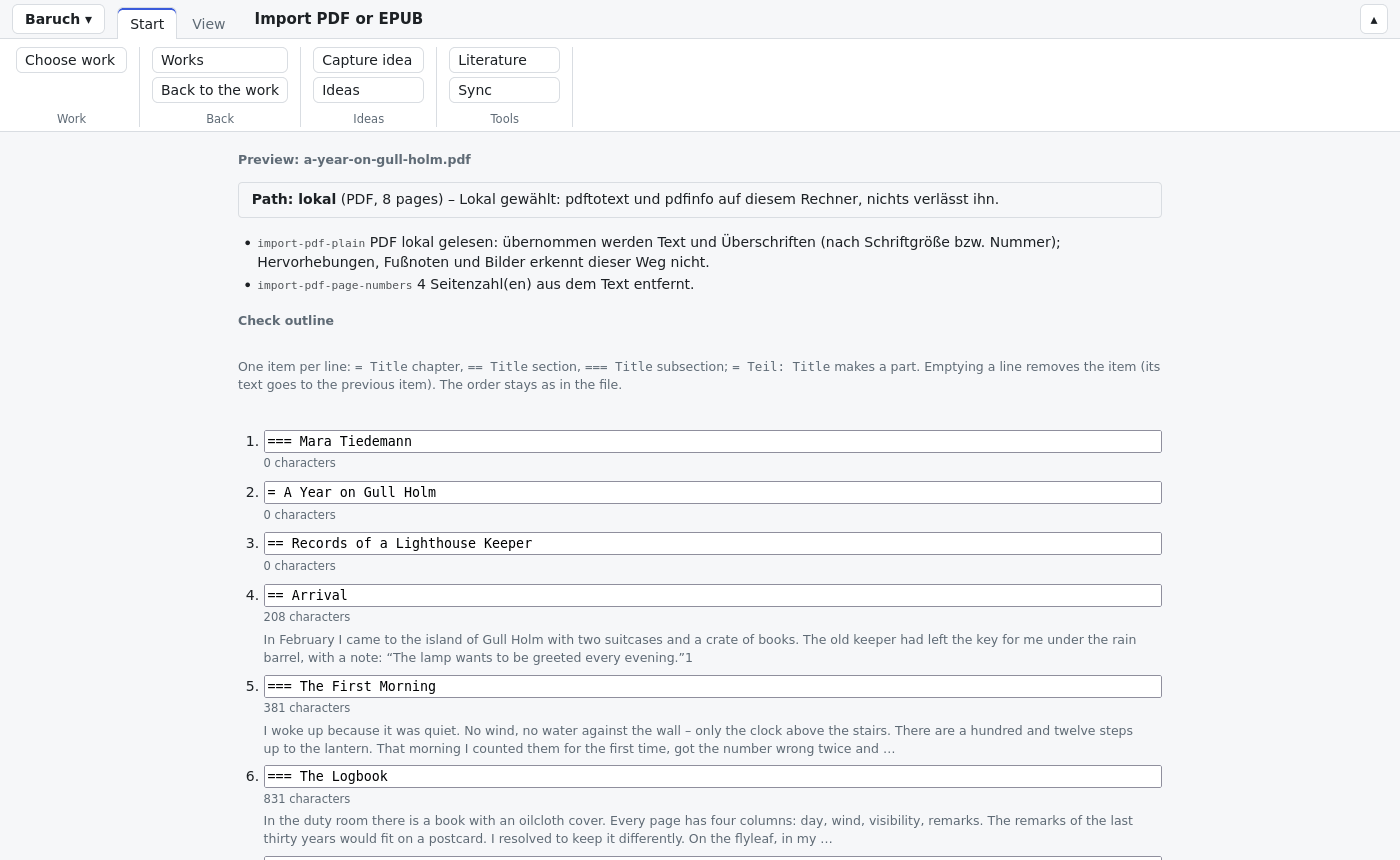 Baruch ▾ Start View Import PDF or EPUB ▴
Choose work Works Capture idea Literature
Back to the work Ideas Sync
Work Back Ideas Tools
Preview: a-year-on-gull-holm.pdf
Path: lokal (PDF, 8 pages) – Lokal gewählt: pdftotext und pdfinfo auf diesem Rechner, nichts verlässt ihn.
• import-pdf-plain PDF lokal gelesen: übernommen werden Text und Überschriften (nach Schriftgröße bzw. Nummer);
Hervorhebungen, Fußnoten und Bilder erkennt dieser Weg nicht.
• import-pdf-page-numbers 4 Seitenzahl(en) aus dem Text entfernt.
Check outline
One item per line: = Title chapter, == Title section, === Title subsection; = Teil: Title makes a part. Emptying a line removes the item (its
text goes to the previous item). The order stays as in the file.
1. === Mara Tiedemann
0 characters
2. = A Year on Gull Holm
0 characters
3. == Records of a Lighthouse Keeper
0 characters
4. == Arrival
208 characters
In February I came to the island of Gull Holm with two suitcases and a crate of books. The old keeper had left the key for me under the rain
barrel, with a note: “The lamp wants to be greeted every evening.”1
5. === The First Morning
381 characters
I woke up because it was quiet. No wind, no water against the wall – only the clock above the stairs. There are a hundred and twelve steps
up to the lantern. That morning I counted them for the first time, got the number wrong twice and …
6. === The Logbook
831 characters
In the duty room there is a book with an oilcloth cover. Every page has four columns: day, wind, visibility, remarks. The remarks of the last
thirty years would fit on a postcard. I resolved to keep it differently. On the flyleaf, in my …